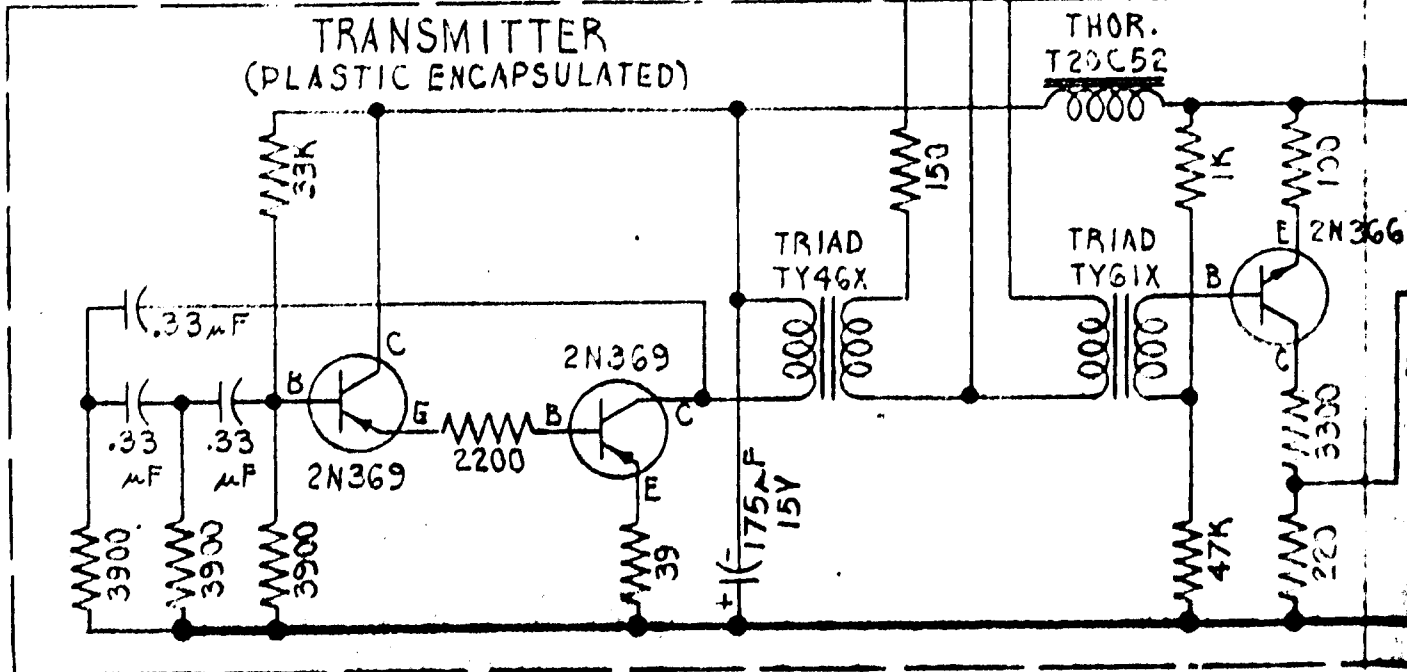 TRANSMITTER
(PLASTIC ENCAPSULATED)
THOR.
T20C52
33K
150
1K
100
E 2N366
TRIAD
TY46X
TRIAD
TY61X
B
.33μF
C
2N369
C
B
G
B
C
.33
μF
.33
μF
2N369
2200
E
175μF
15V
3300
3900
3900
3900
39
-
+
47K
220